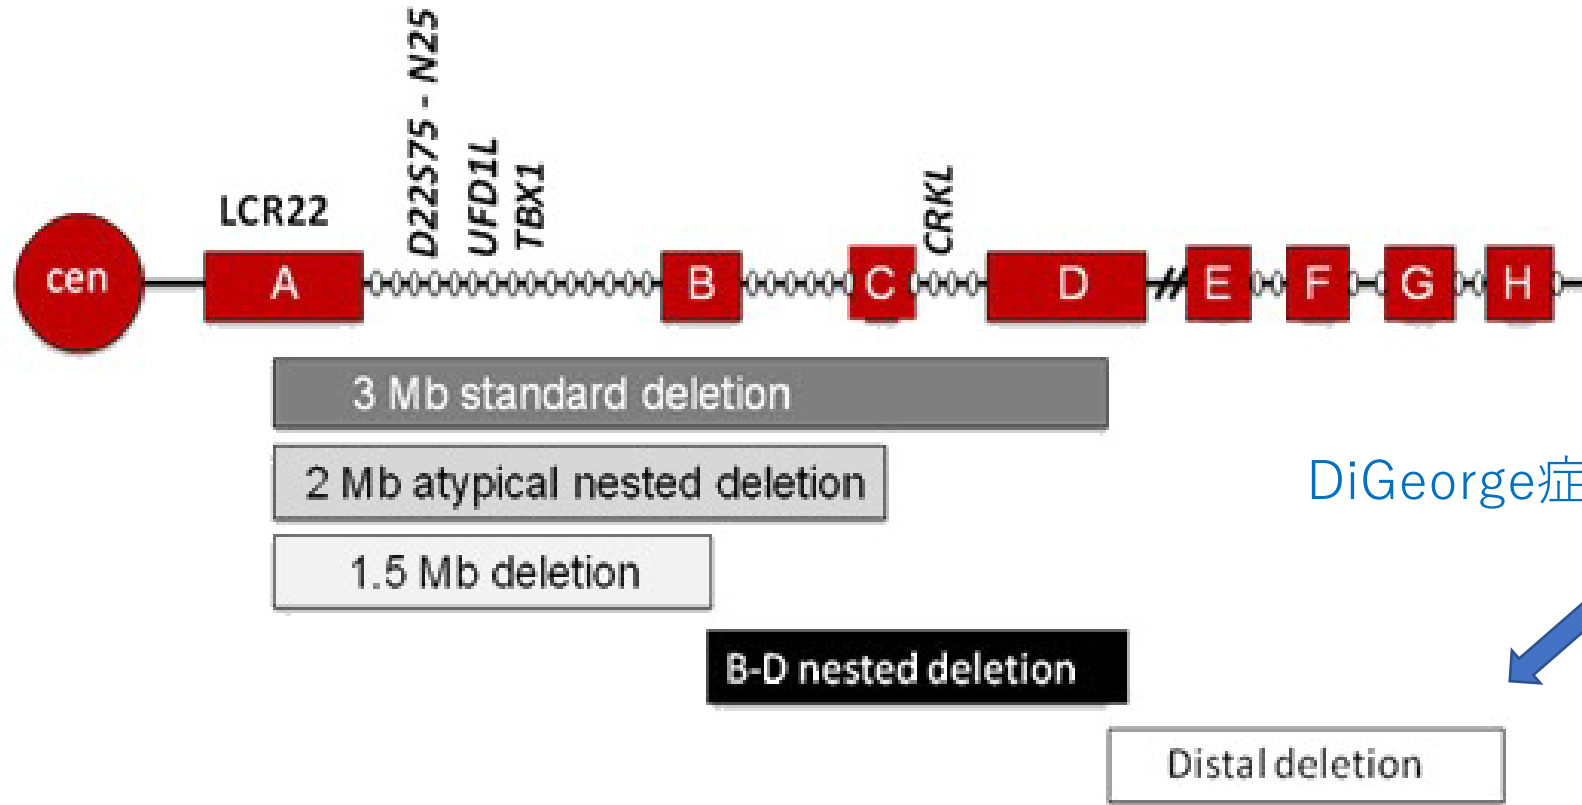 D22S75 - N25
UFD1L
TBX1
CRKL
LCR22
cen
A
B
C
D
E
F
G
H
3 Mb standard deletion
2 Mb atypical nested deletion
DiGeorge症
1.5 Mb deletion
B-D nested deletion
Distal deletion